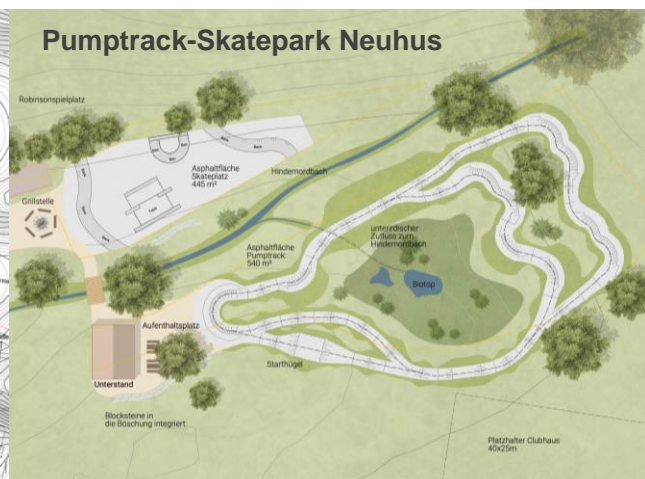 Pumptrack-Skatepark Neuhus
Robinsonspielplatz
Asphaltfläche
Skateplatz
445 m²
Hindemordbach
Grillstelle
unterirdischer
Zufluss zum
Hindemordbach
Asphaltfläche
Pumptrack
540 m²
Biotop
Aufenthaltsplatz
Starthügel
Unterstand
Blocksteine in
die Böschung integriert
Platzhalter Clubhaus
40x25m